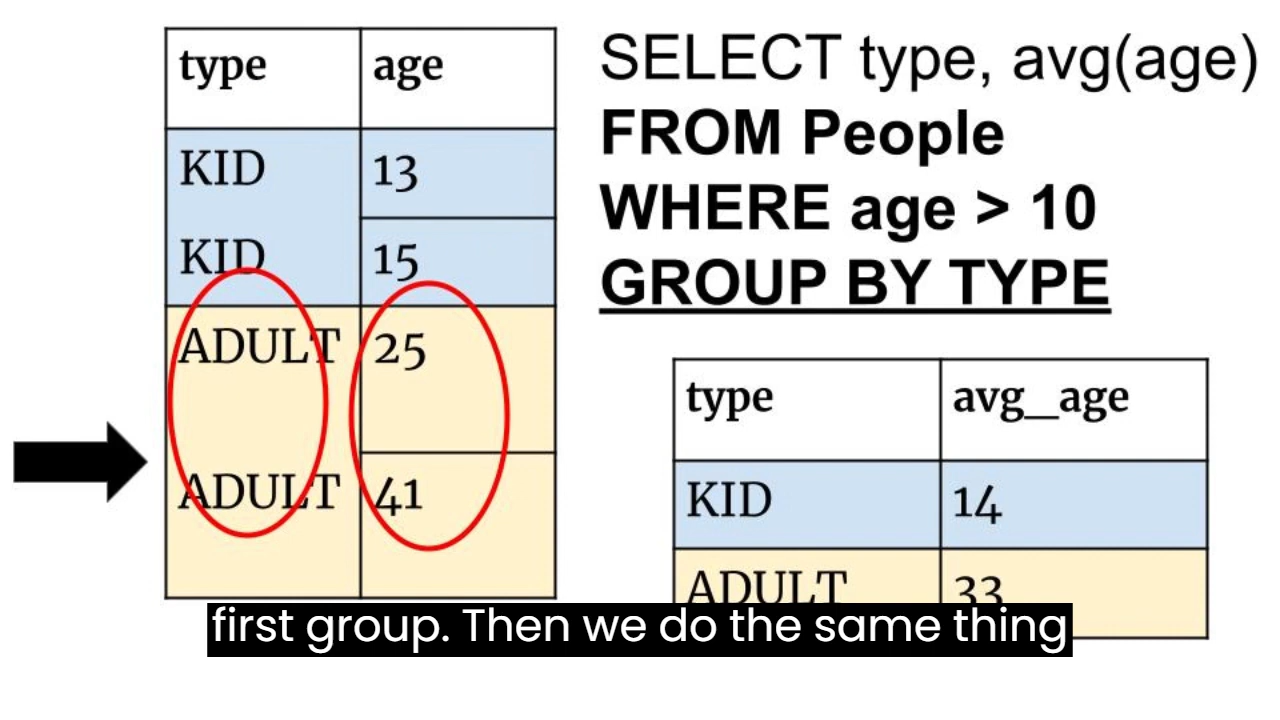 type age
KID 13
KID 15
ADULT 25
ADULT 41
SELECT type, avg(age)
FROM People
WHERE age > 10
GROUP BY TYPE
type avg_age
KID 14
ADULT 33
first group. Then we do the same thing